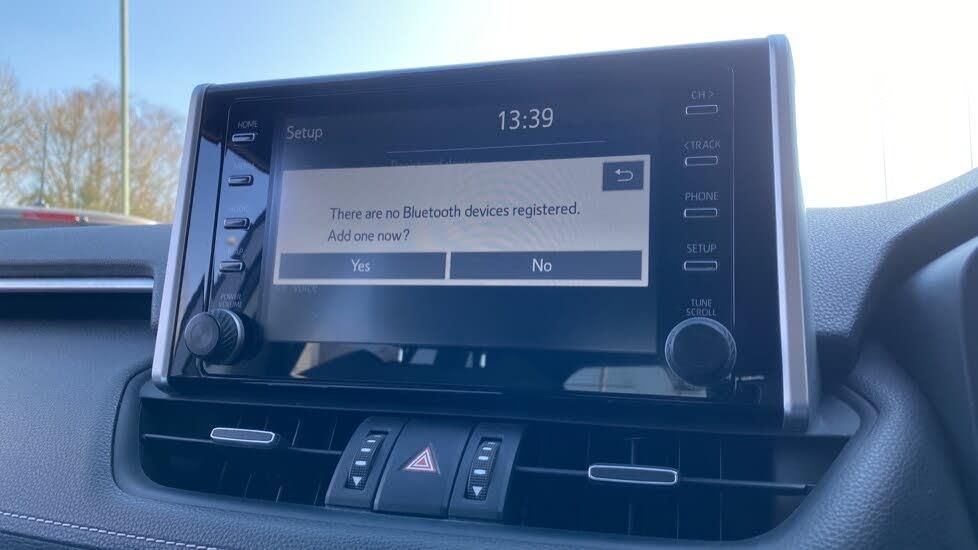 HOME
Setup
13:39
CH >
< TRACK
There are no Bluetooth devices registered.
Add one now?
PHONE
Yes
No
SETUP
Voice
POWER
VOLUME
TUNE
SCROLL